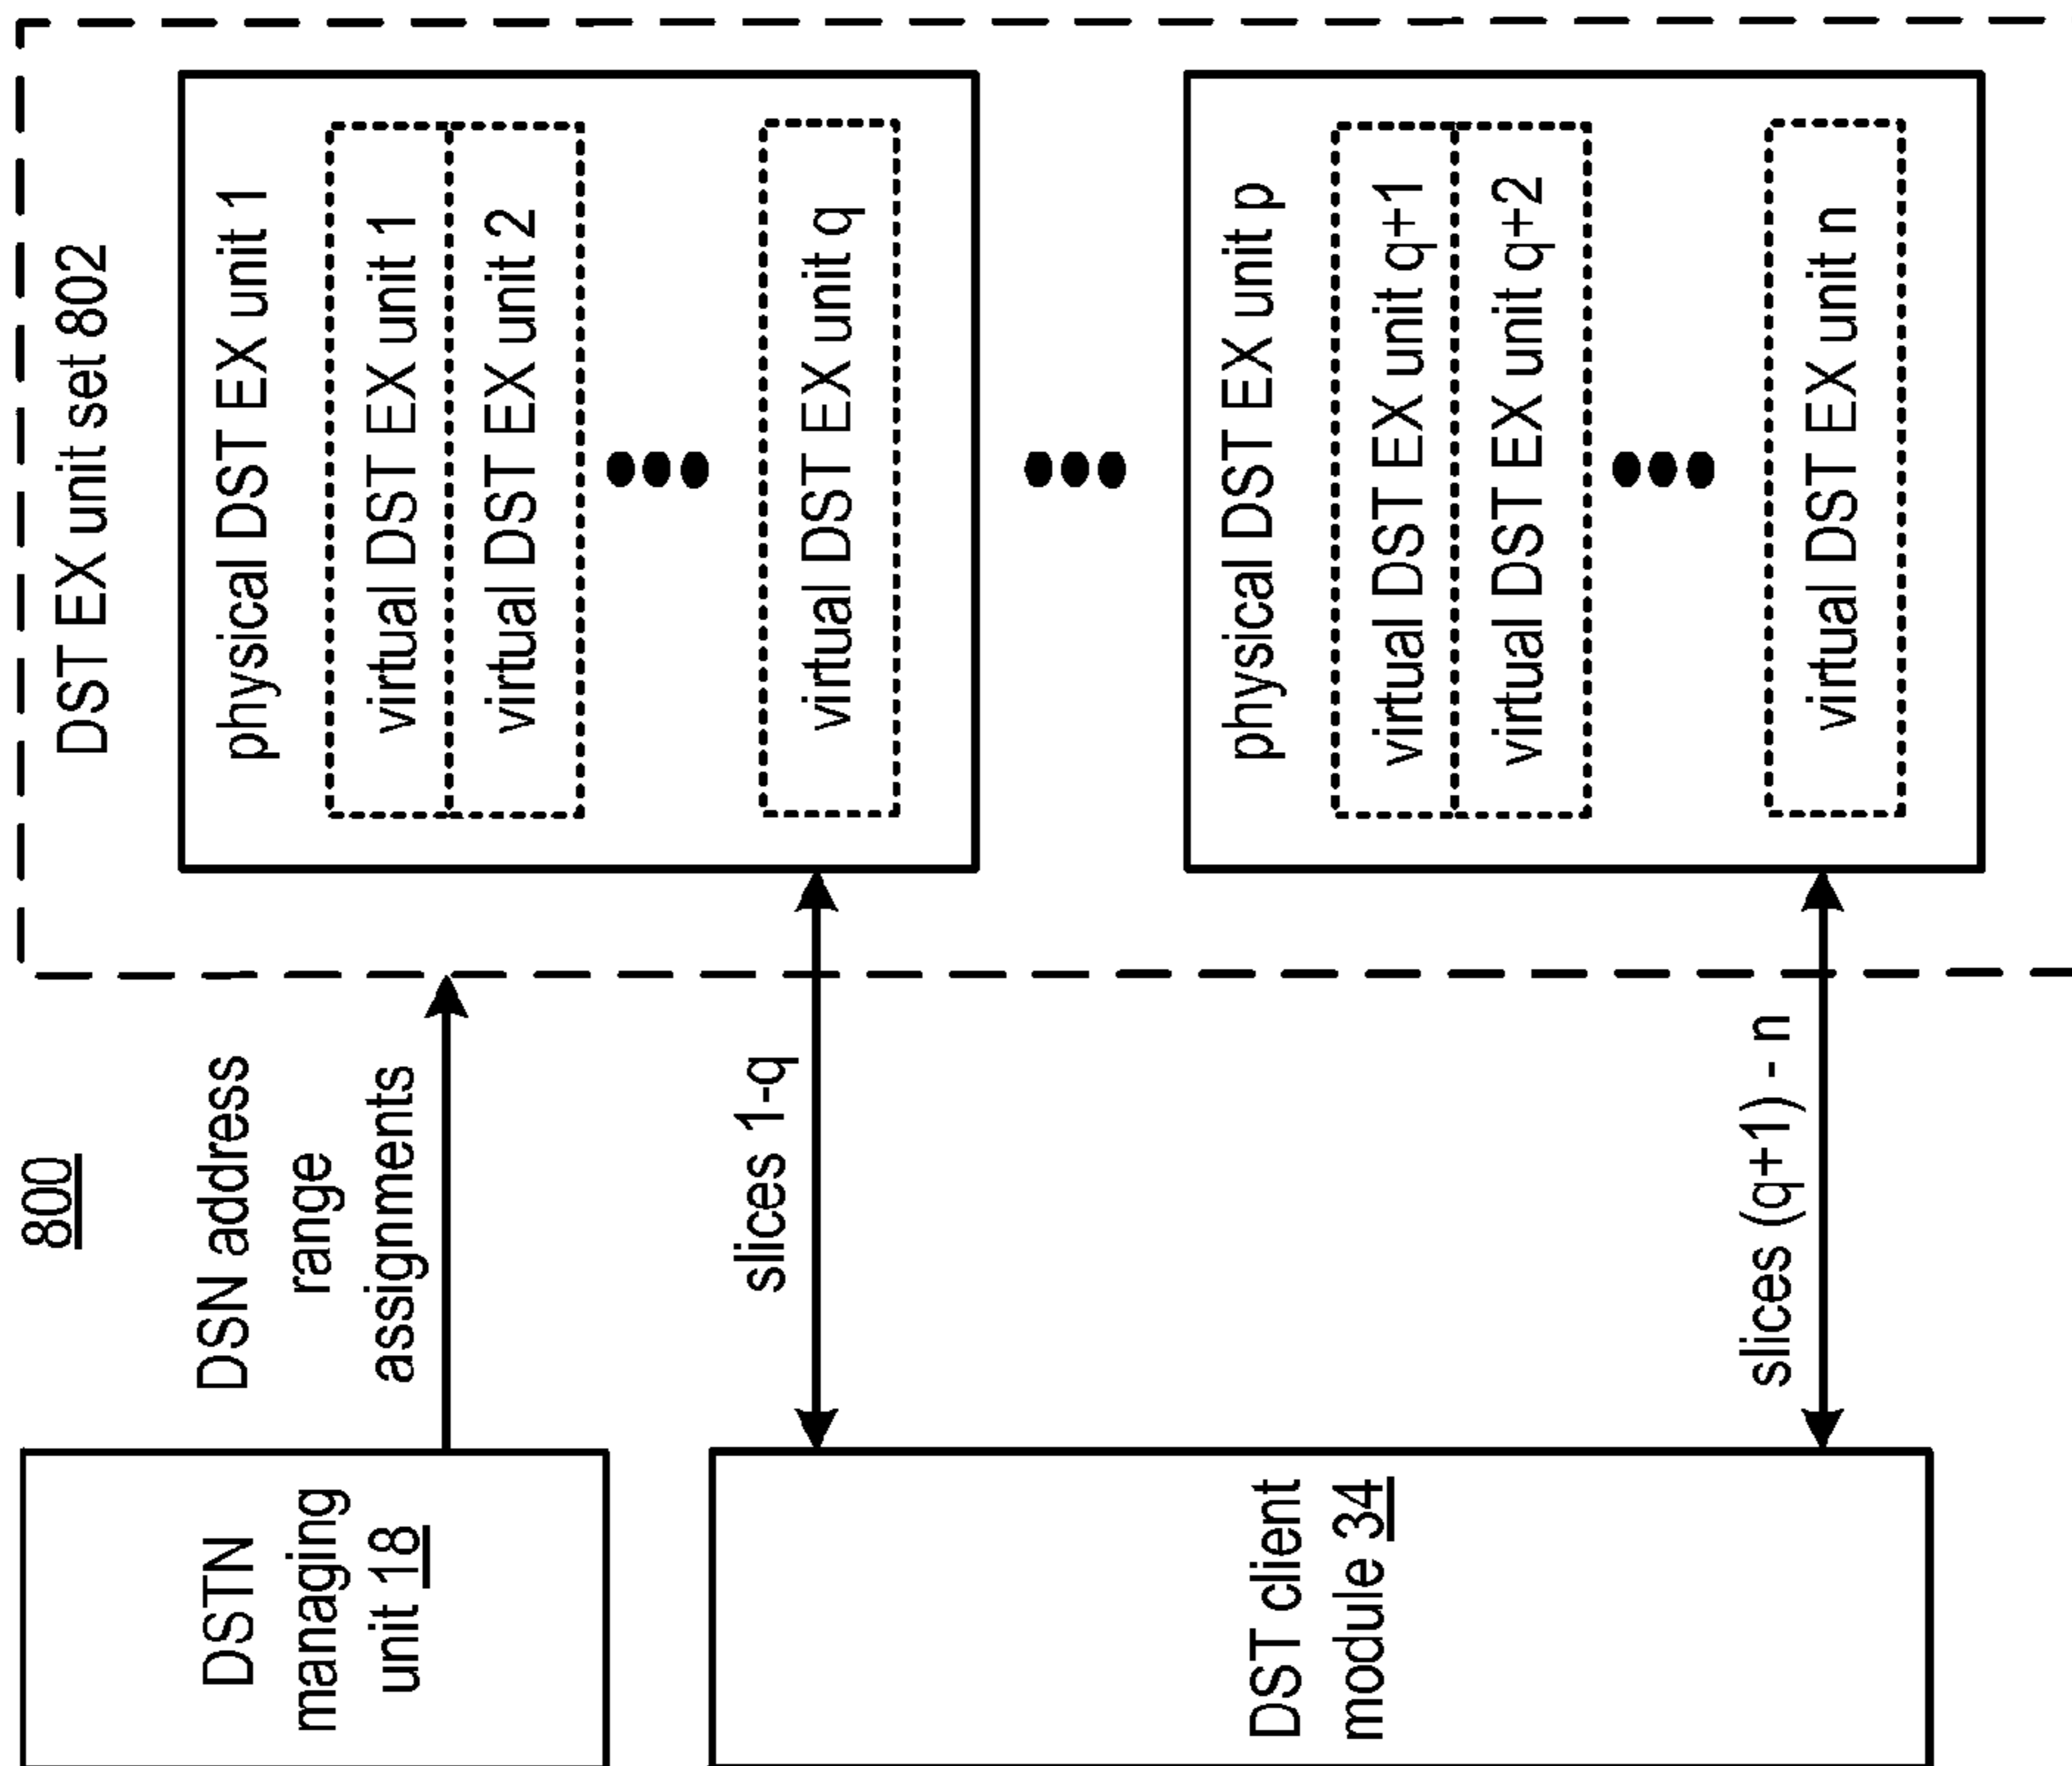 800
DSTN
managing
unit 18
DSN address
range
assignments
DST EX unit set 802
physical DST EX unit 1
virtual DST EX unit 1
virtual DST EX unit 2
virtual DST EX unit q
slices 1-q
DST client
module 34
slices (q+1) - n
physical DST EX unit p
virtual DST EX unit q+1
virtual DST EX unit q+2
virtual DST EX unit n